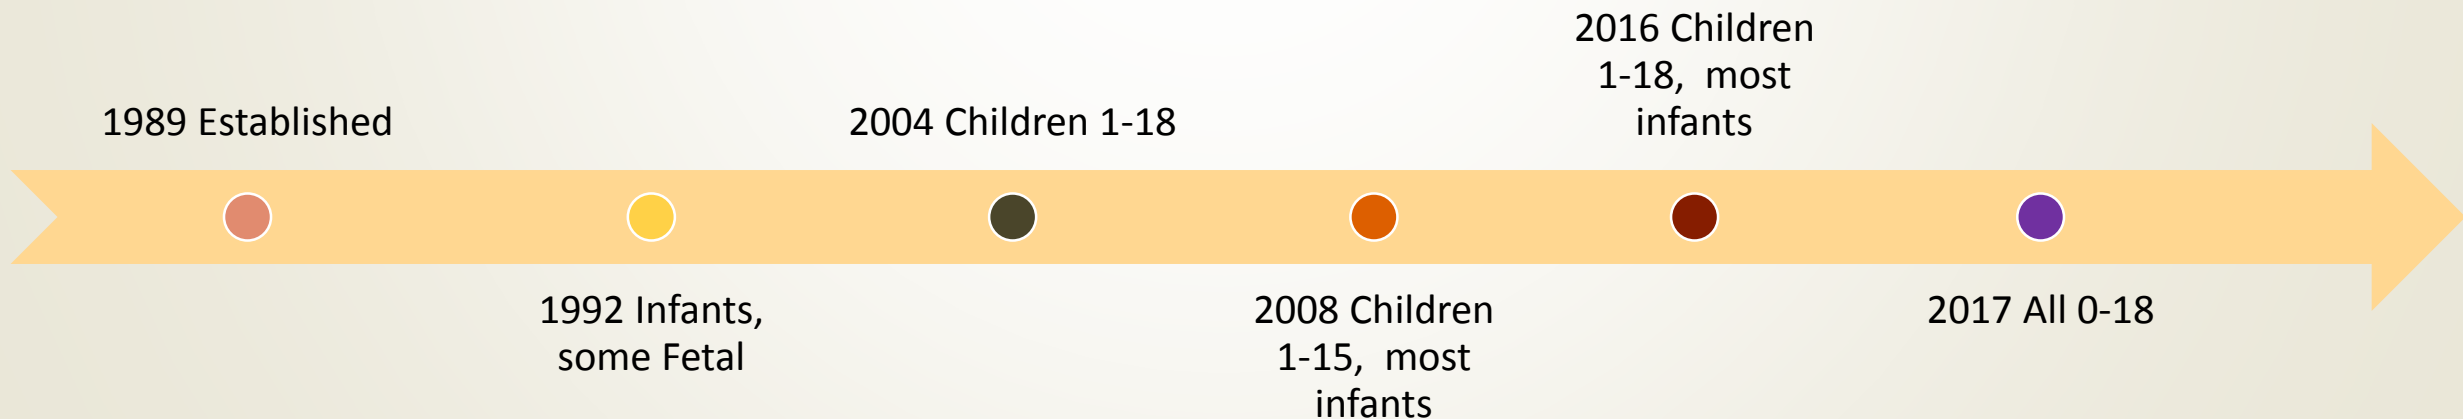 1989 Established
1992 Infants,
some Fetal
2004 Children 1-18
2008 Children
1-15, most
infants
2016 Children
1-18, most
infants
2017 All 0-18